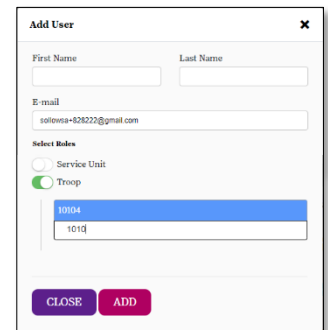 Add User ×
First Name Last Name
E-mail
sollowsa+828222@gmail.com
Select Roles
Service Unit
Troop
10104
1010
CLOSE ADD